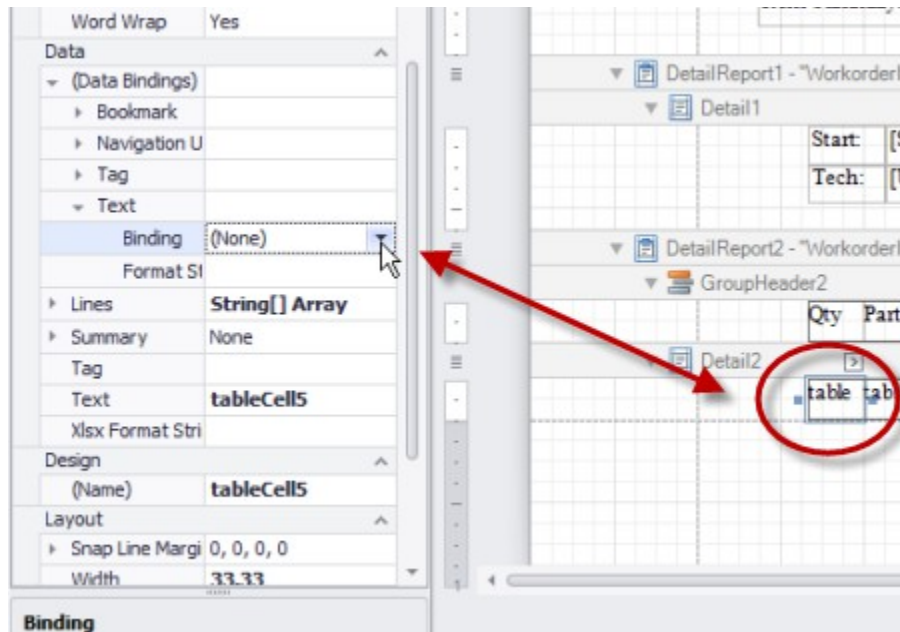 Word Wrap Yes
Data
(Data Bindings)
Bookmark
Navigation U
Tag
Text
Binding (None)
Format St
Lines String[] Array
Summary None
Tag
Text tableCell5
Xlsx Format Stri
Design
(Name) tableCell5
Layout
Snap Line Margi 0, 0, 0, 0
Width 33.33
Binding
DetailReport1 - "Workorder
Detail1
Start: [S
Tech: [
DetailReport2 - "Workorder
GroupHeader2
Qty Part
Detail2
table tab